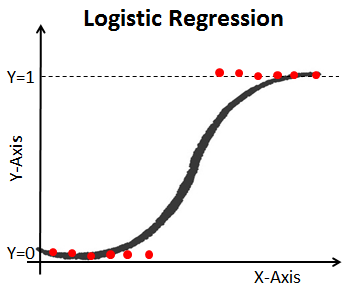 Logistic Regression
Y=1
Y-Axis
Y=0
X-Axis